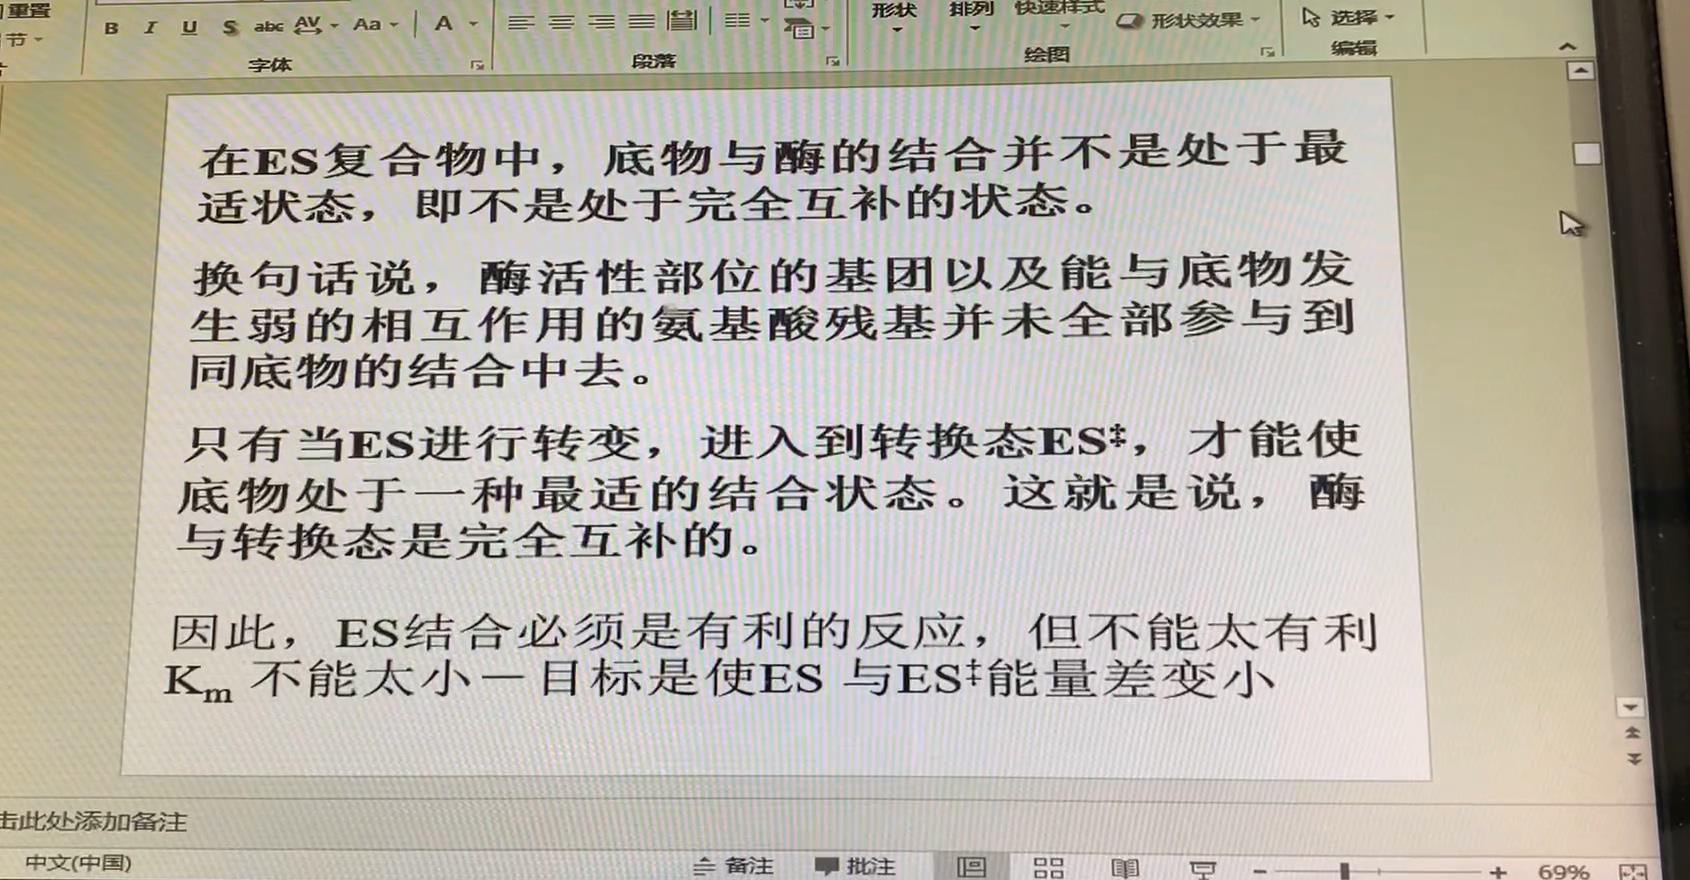 重置
节
B I U S abc AV Aa A
字体
段落
形状
排列
快速样式
形状效果
绘图
选择
编辑
在ES复合物中，底物与酶的结合并不是处于最
适状态，即不是处于完全互补的状态。
换句话说，酶活性部位的基团以及能与底物发
生弱的相互作用的氨基酸残基并未全部参与到
同底物的结合中去。
只有当ES进行转变，进入到转换态ES‡，才能使
底物处于一种最适的结合状态。这就是说，酶
与转换态是完全互补的。
因此，ES结合必须是有利的反应，但不能太有利
Km 不能太小－目标是使ES 与ES‡能量差变小
击此处添加备注
中文(中国)
备注
批注
69%